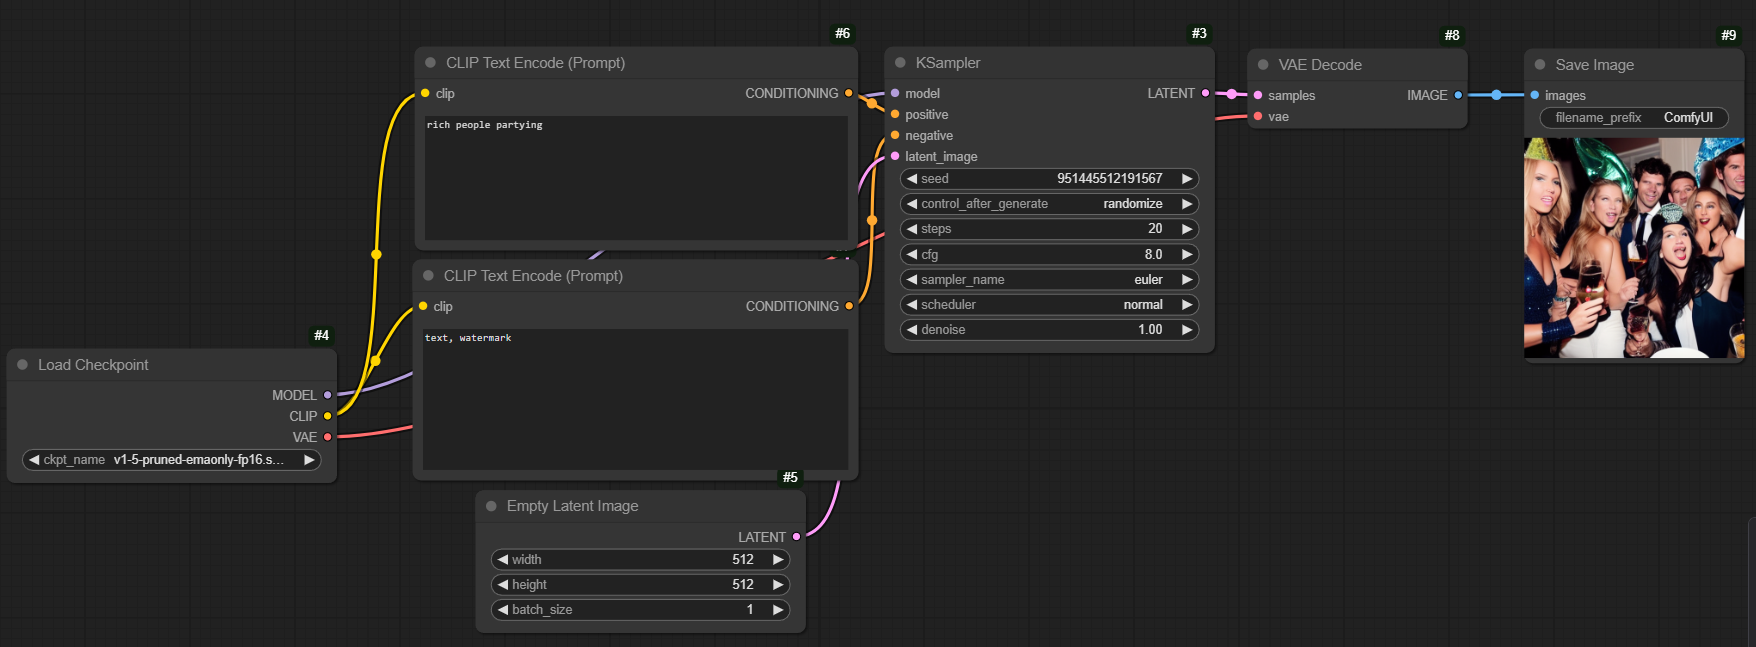 #6
CLIP Text Encode (Prompt)
clip
CONDITIONING
rich people partying
CLIP Text Encode (Prompt)
clip
CONDITIONING
text, watermark
#4
Load Checkpoint
MODEL
CLIP
VAE
ckpt_name v1-5-pruned-emaonly-fp16.s...
#5
Empty Latent Image
LATENT
width 512
height 512
batch_size 1
#3
KSampler
model
LATENT
positive
negative
latent_image
seed 951445512191567
control_after_generate randomize
steps 20
cfg 8.0
sampler_name euler
scheduler normal
denoise 1.00
#8
VAE Decode
samples
IMAGE
vae
#9
Save Image
images
filename_prefix ComfyUI